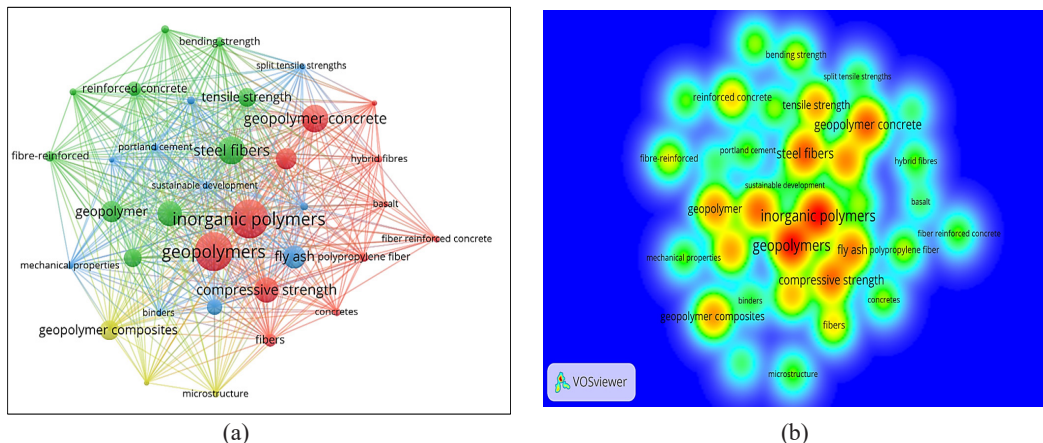 bending strength
split tensile strengths
reinforced concrete
tensile strength
geopolymer concrete
fibre-reinforced
portland cement
steel fibers
hybrid fibres
sustainable development
geopolymer
inorganic polymers
basalt
geopolymers
fly ash
polypropylene fiber
fiber reinforced concrete
mechanical properties
compressive strength
binders
concretes
geopolymer composites
fibers
microstructure
(a)
bending strength
split tensile strengths
reinforced concrete
tensile strength
geopolymer concrete
fibre-reinforced
portland cement
steel fibers
hybrid fibres
sustainable development
geopolymer
inorganic polymers
basalt
geopolymers
fly ash
polypropylene fiber
fiber reinforced concrete
mechanical properties
compressive strength
binders
concretes
geopolymer composites
fibers
microstructure
VOSviewer
(b)